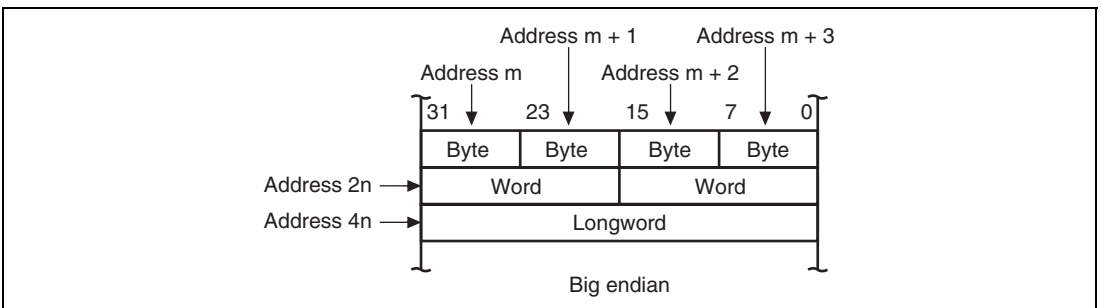 Address m + 1 Address m + 3
Address m Address m + 2
31 23 15 7 0
Byte Byte Byte Byte
Address 2n Word Word
Address 4n Longword
Big endian